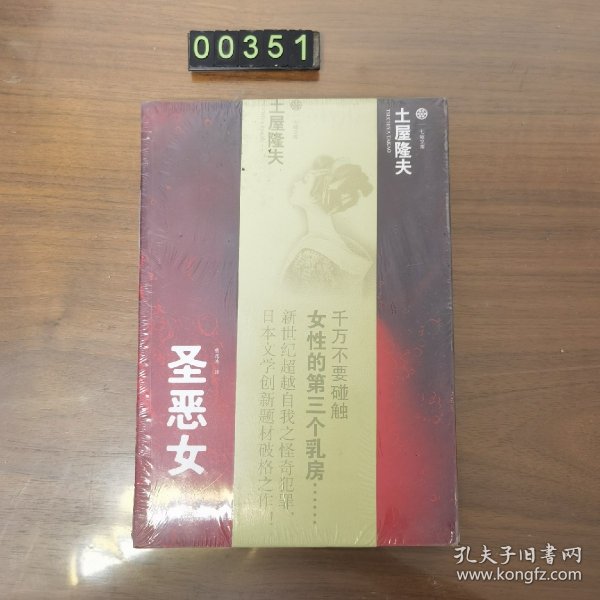 00351
土屋隆夫
TSUCHIYA TAKAO
土屋隆夫
千万不要碰触
女性的第三个乳房……
新世纪超越自我之怪奇犯罪、
日本文学创新题材破格之作！
圣恶女
孔夫子旧书网
www.kongfz.com